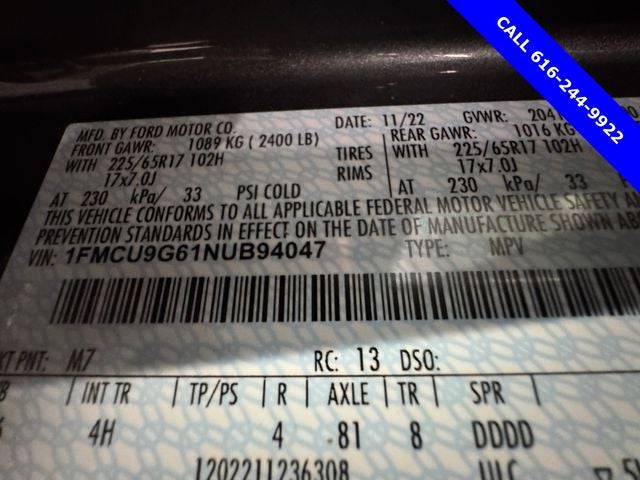 CALL 616-244-9922
MFD. BY FORD MOTOR CO.
DATE: 11/22
GVWR:
FRONT GAWR: 1089 KG ( 2400 LB)
REAR GAWR: 1016 KG
WITH 225/65R17 102H
TIRES
WITH 225/65R17 102H
17x7.0J
RIMS
17x7.0J
AT 230 kPa/ 33 PSI COLD
AT 230 kPa/ 33
THIS VEHICLE CONFORMS TO ALL APPLICABLE FEDERAL MOTOR VEHICLE SAFETY
PREVENTION STANDARDS IN EFFECT ON THE DATE OF MANUFACTURE SHOWN
VIN: 1FMCU9G61NUB94047 TYPE: MPV
PNT: M7 RC: 13 DSO:
INT TR TP/PS R AXLE TR SPR
4H 4 81 8 DDDD
1202211236308